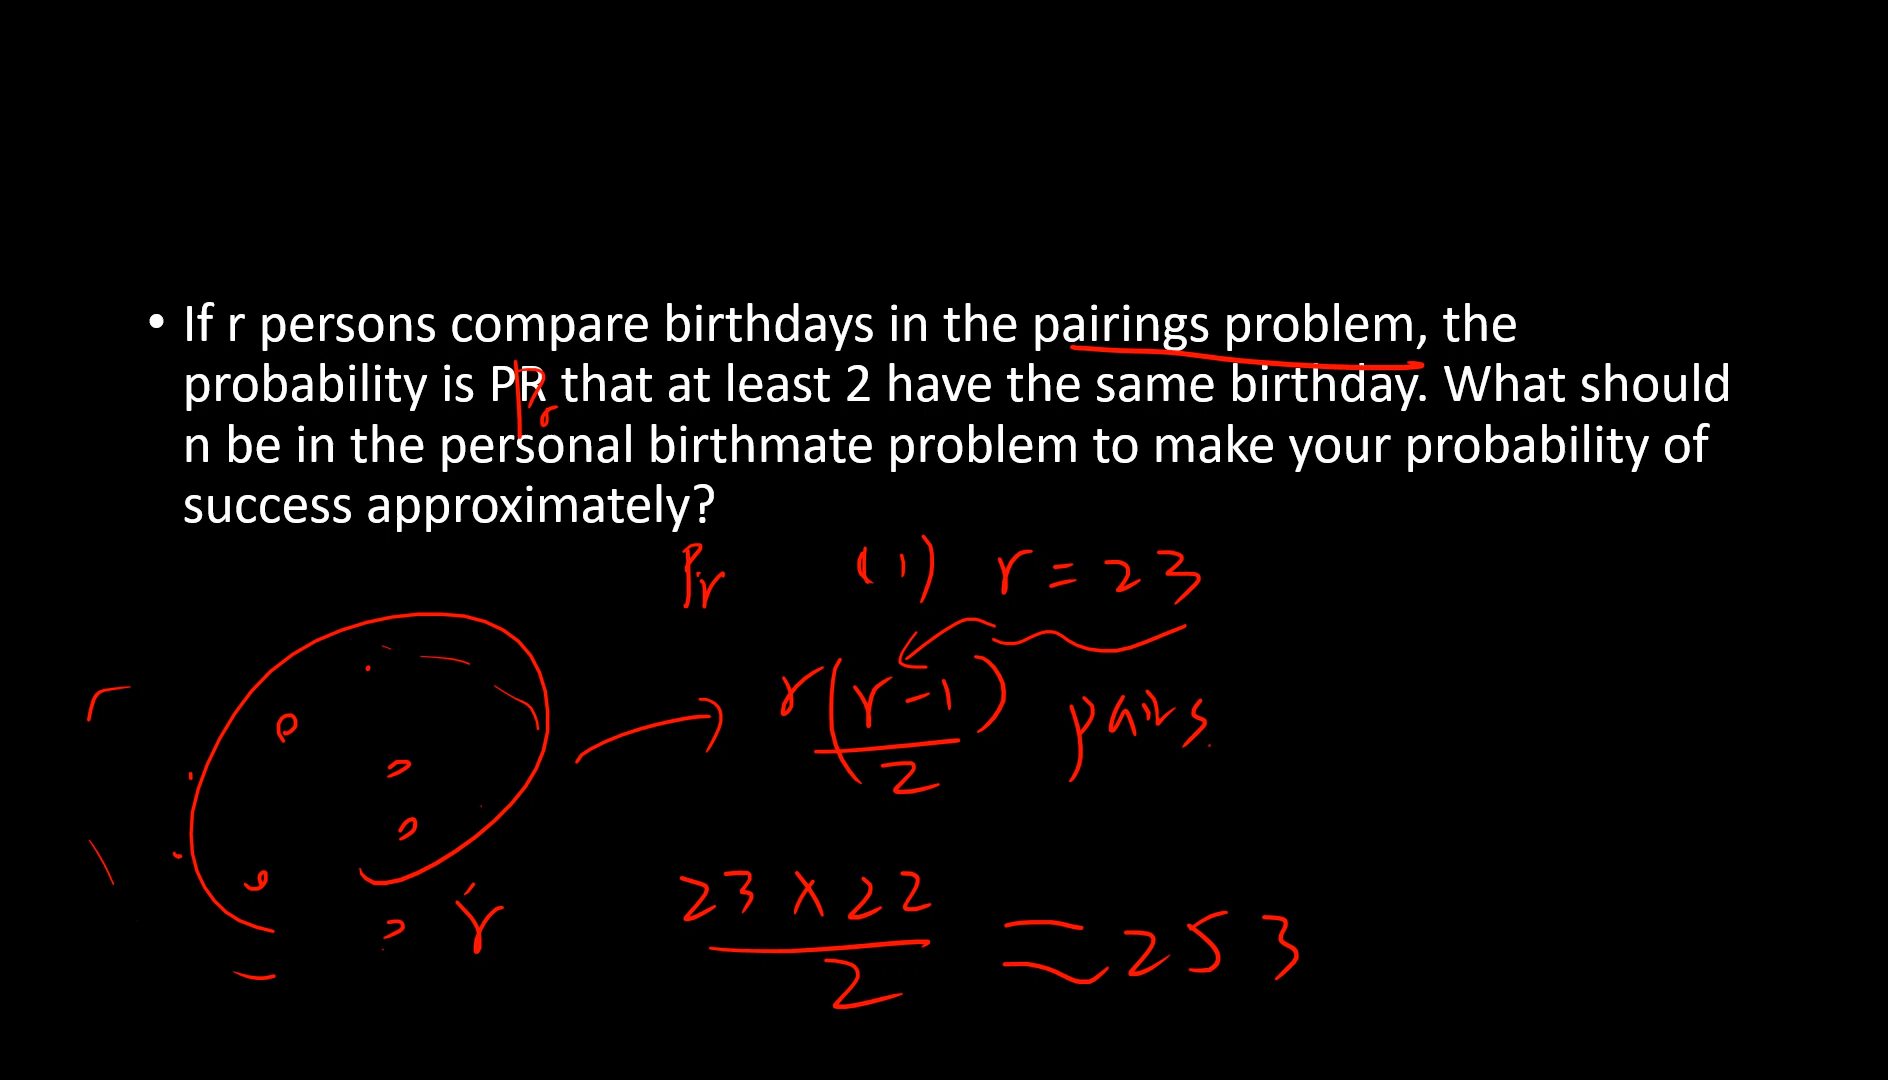 • If r persons compare birthdays in the pairings problem, the
probability is PR that at least 2 have the same birthday. What should
n be in the personal birthmate problem to make your probability of
success approximately?
Pr
Pr (1) r = 23
r(r-1)/2 pairs.
23 x 22 / 2 = 253
r